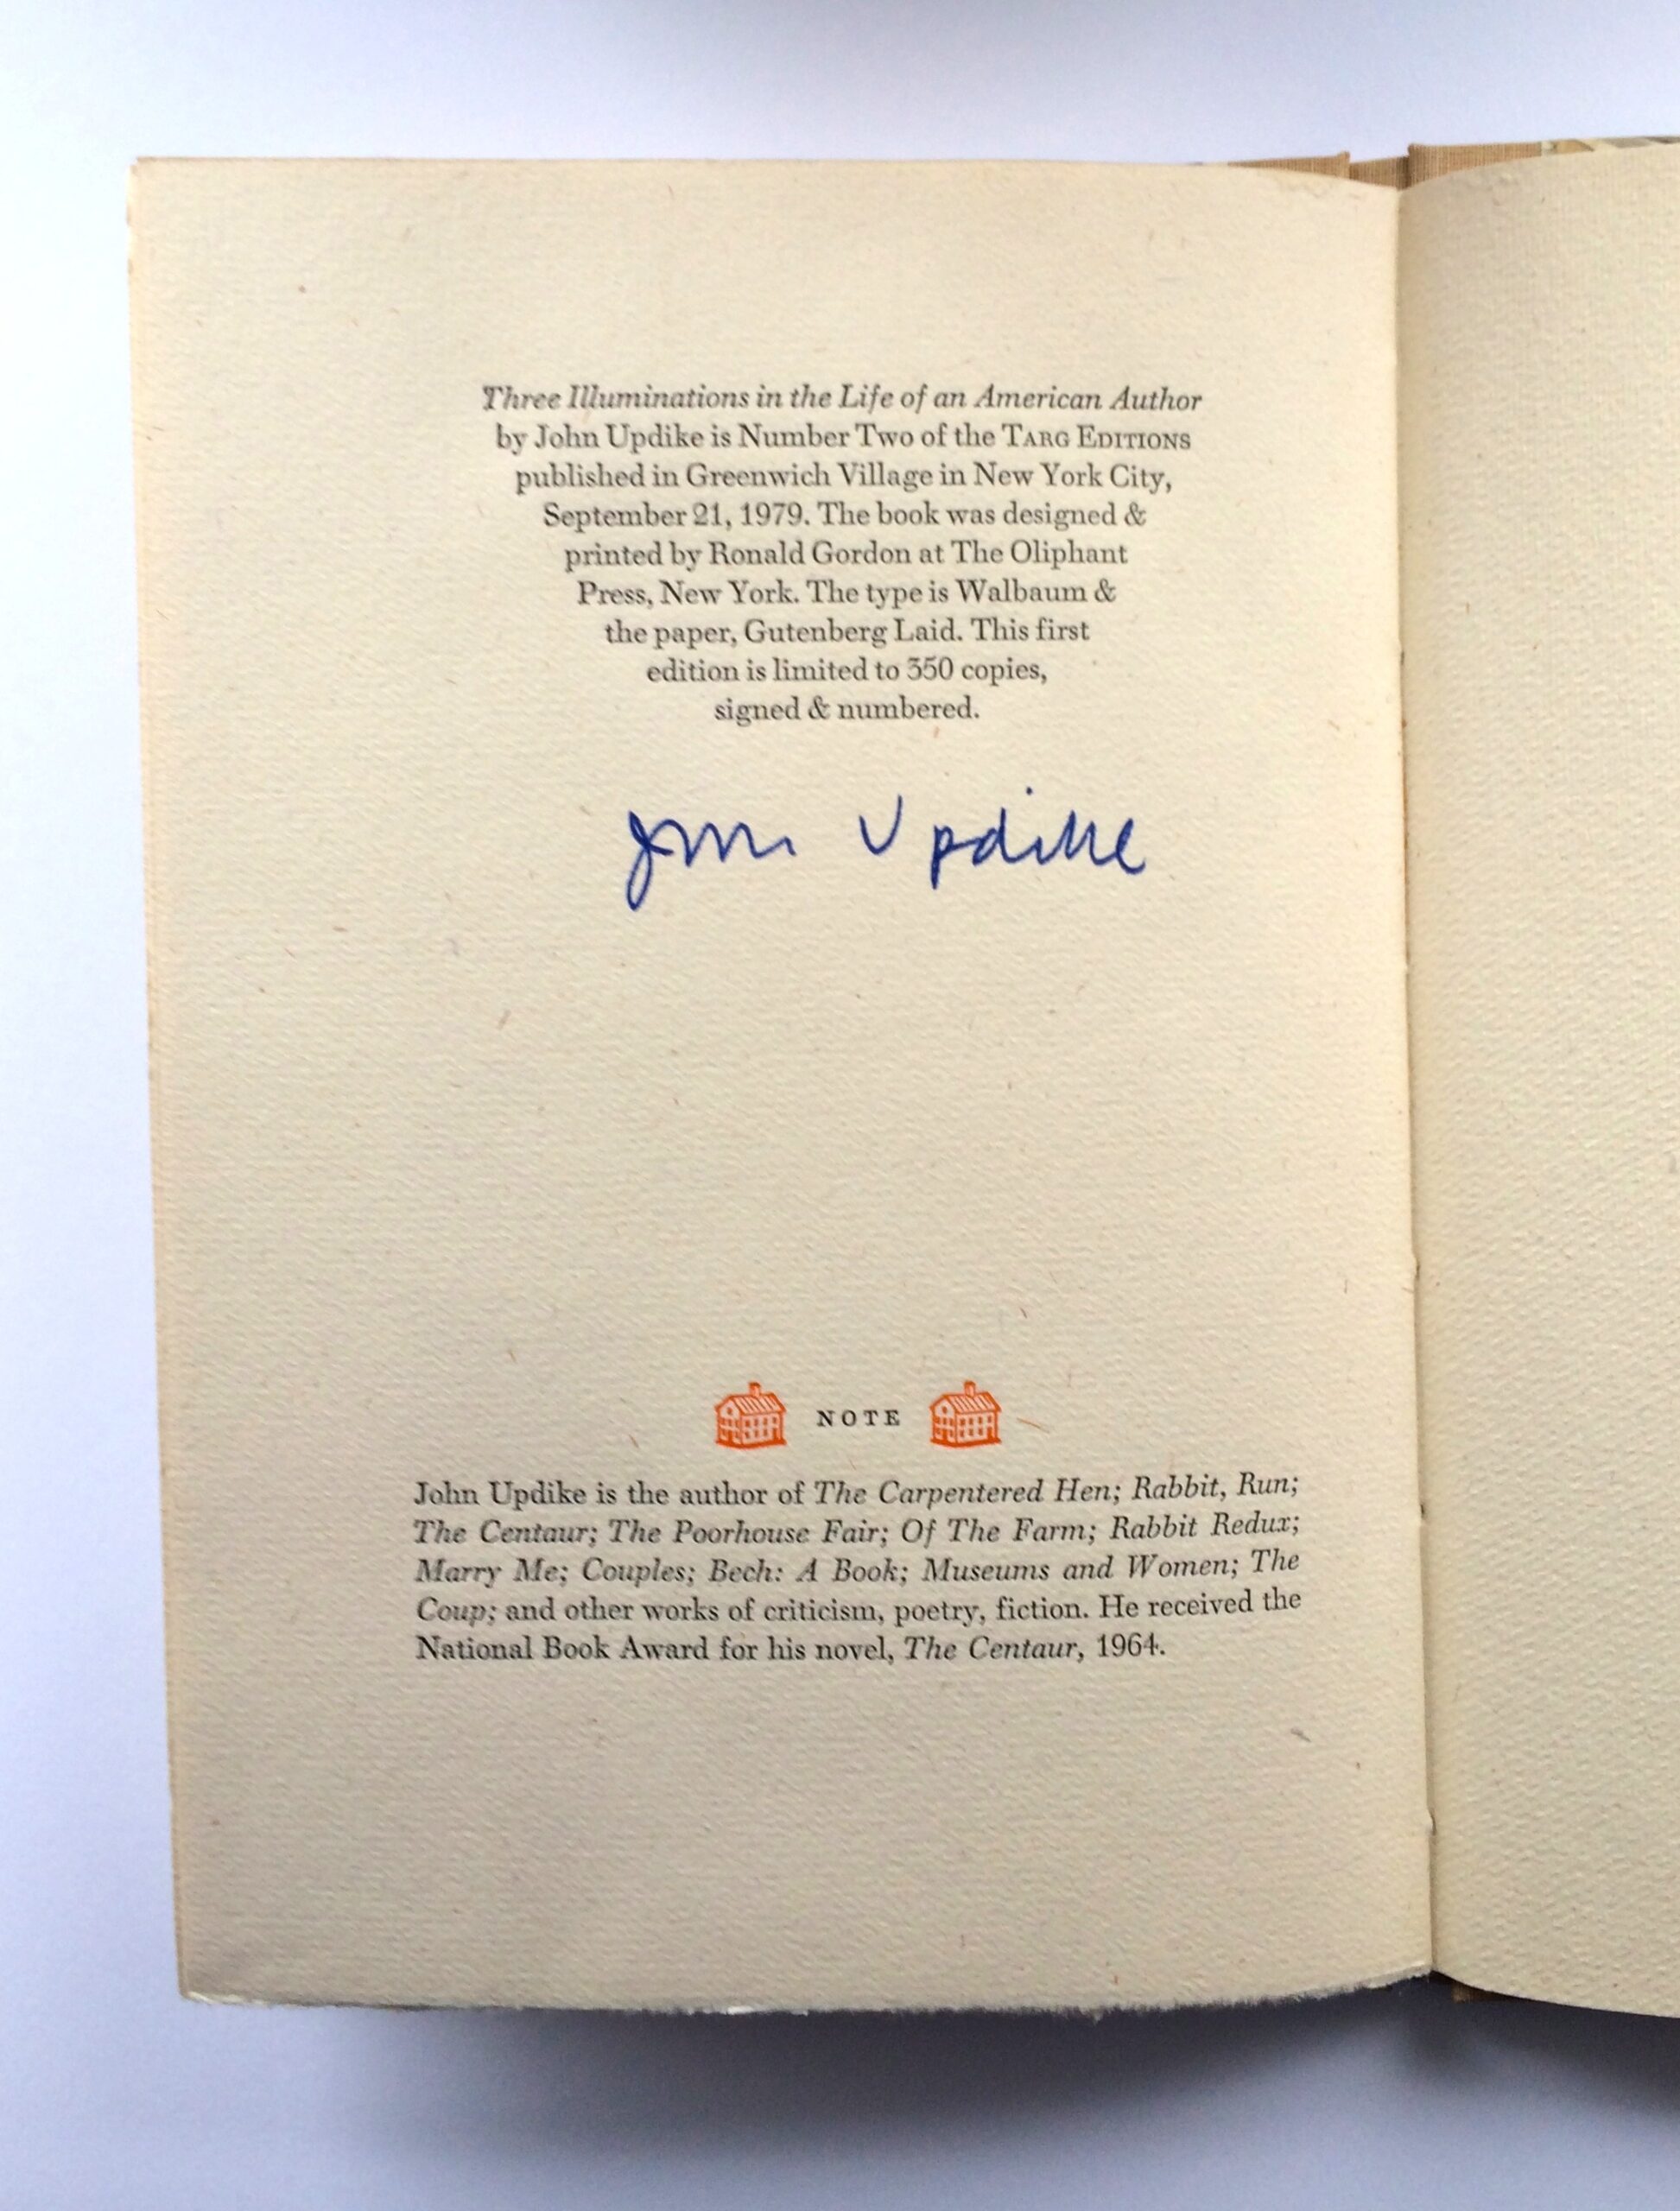 Three Illuminations in the Life of an American Author
by John Updike is Number Two of the TARG EDITIONS
published in Greenwich Village in New York City,
September 21, 1979. The book was designed &
printed by Ronald Gordon at The Oliphant
Press, New York. The type is Walbaum &
the paper, Gutenberg Laid. This first
edition is limited to 350 copies,
signed & numbered.
John Updike
NOTE
John Updike is the author of The Carpentered Hen; Rabbit, Run;
The Centaur; The Poorhouse Fair; Of The Farm; Rabbit Redux;
Marry Me; Couples; Bech: A Book; Museums and Women; The
Coup; and other works of criticism, poetry, fiction. He received the
National Book Award for his novel, The Centaur, 1964.